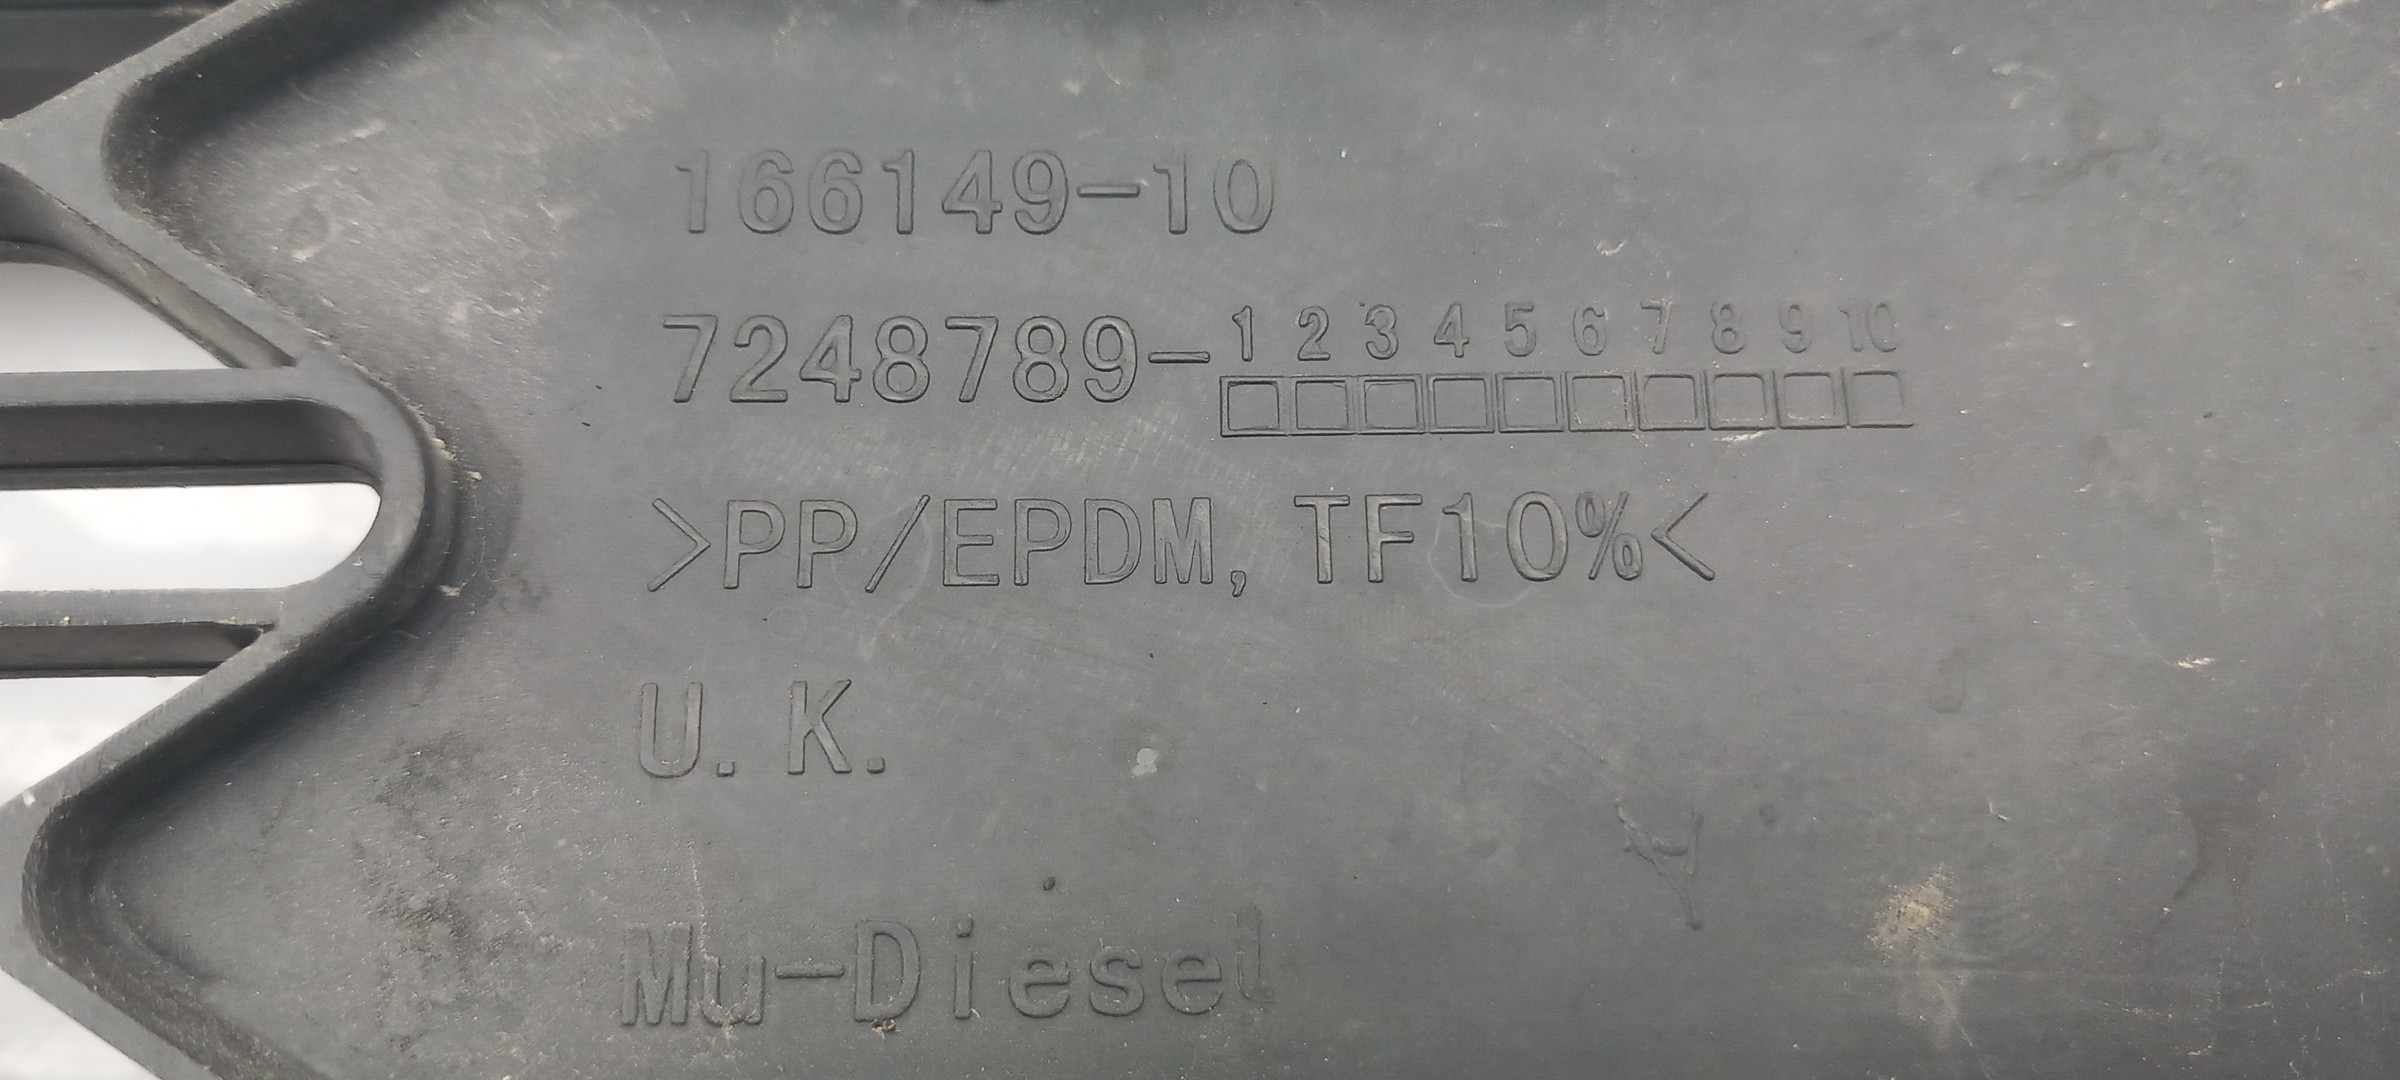 166149-10
7248789- 1 2 3 4 5 6 7 8 9 10
>PP/EPDM, TF10%<
U.K.
Mu-Diesel